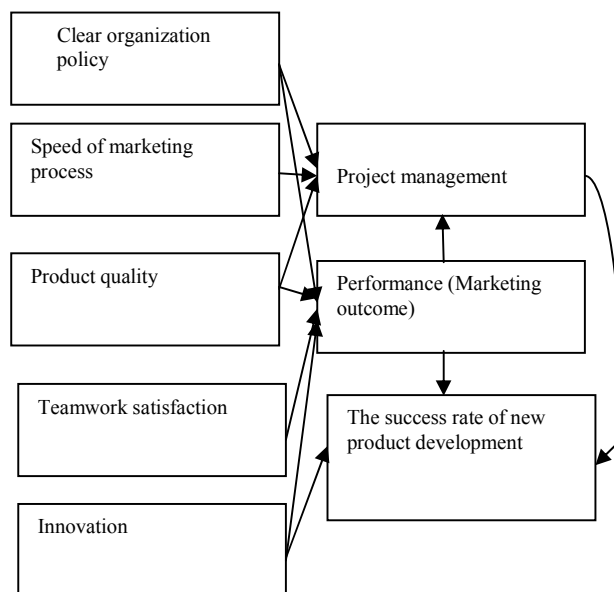 Clear organization
policy
Speed of marketing
process
Project management
Product quality
Performance (Marketing
outcome)
Teamwork satisfaction
The success rate of new
product development
Innovation